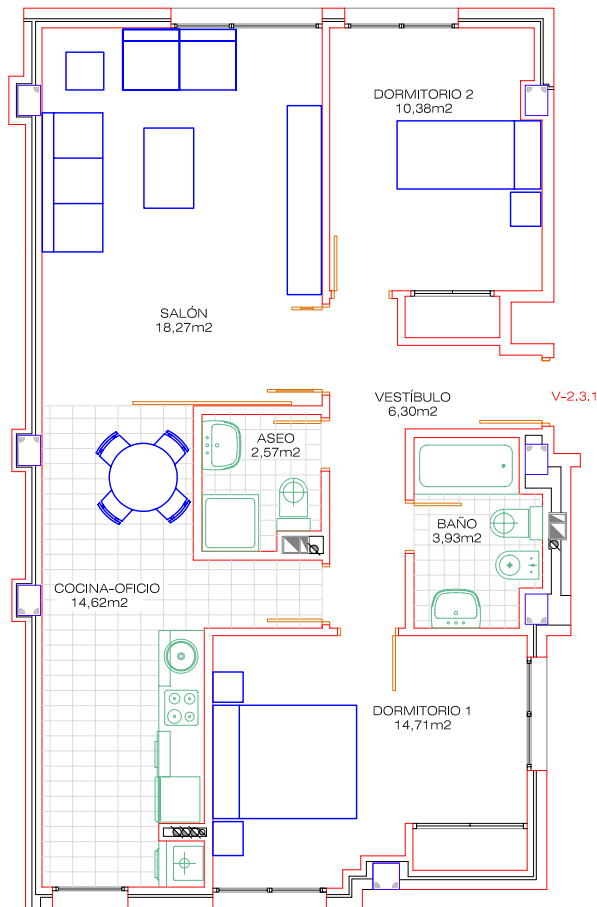 DORMITORIO 2
10,38m2
SALÓN
18,27m2
VESTÍBULO
6,30m2
V-2,3,1
ASEO
2,57m2
BAÑO
3,93m2
COCINA-OFICIO
14,62m2
DORMITORIO 1
14,71m2